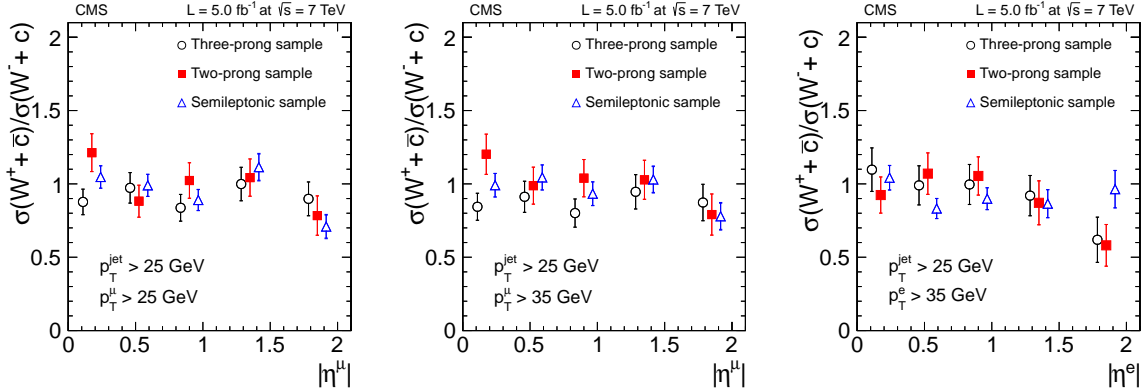 CMS L = 5.0 fb⁻¹ at √s = 7 TeV
σ(W⁺ + c̄)/σ(W⁻ + c)
2
1.5
1
0.5
0
Three-prong sample
Two-prong sample
Semileptonic sample
p_T^jet > 25 GeV
p_T^μ > 25 GeV
0 0.5 1 1.5 2
|η^μ|
CMS L = 5.0 fb⁻¹ at √s = 7 TeV
σ(W⁺ + c̄)/σ(W⁻ + c)
2
1.5
1
0.5
0
Three-prong sample
Two-prong sample
Semileptonic sample
p_T^jet > 25 GeV
p_T^μ > 35 GeV
0 0.5 1 1.5 2
|η^μ|
CMS L = 5.0 fb⁻¹ at √s = 7 TeV
σ(W⁺ + c̄)/σ(W⁻ + c)
2
1.5
1
0.5
0
Three-prong sample
Two-prong sample
Semileptonic sample
p_T^jet > 25 GeV
p_T^e > 35 GeV
0 0.5 1 1.5 2
|η^e|